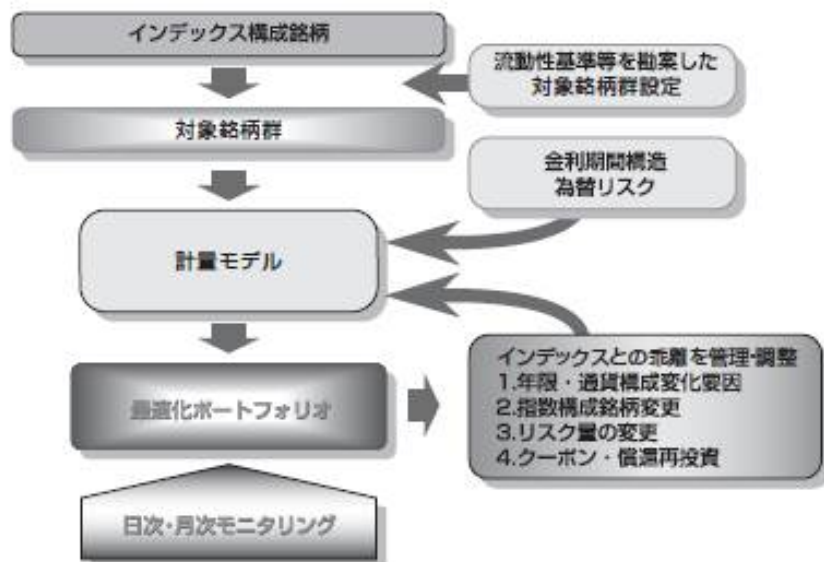 インデックス構成銘柄
流動性基準等を勘案した
対象銘柄群設定
対象銘柄群
金利期間構造
為替リスク
計量モデル
最適化ポートフォリオ
インデックスとの乖離を管理・調整
1.年限・通貨構成変化要因
2.指数構成銘柄変更
3.リスク量の変更
4.クーポン・償還再投資
日次・月次モニタリング